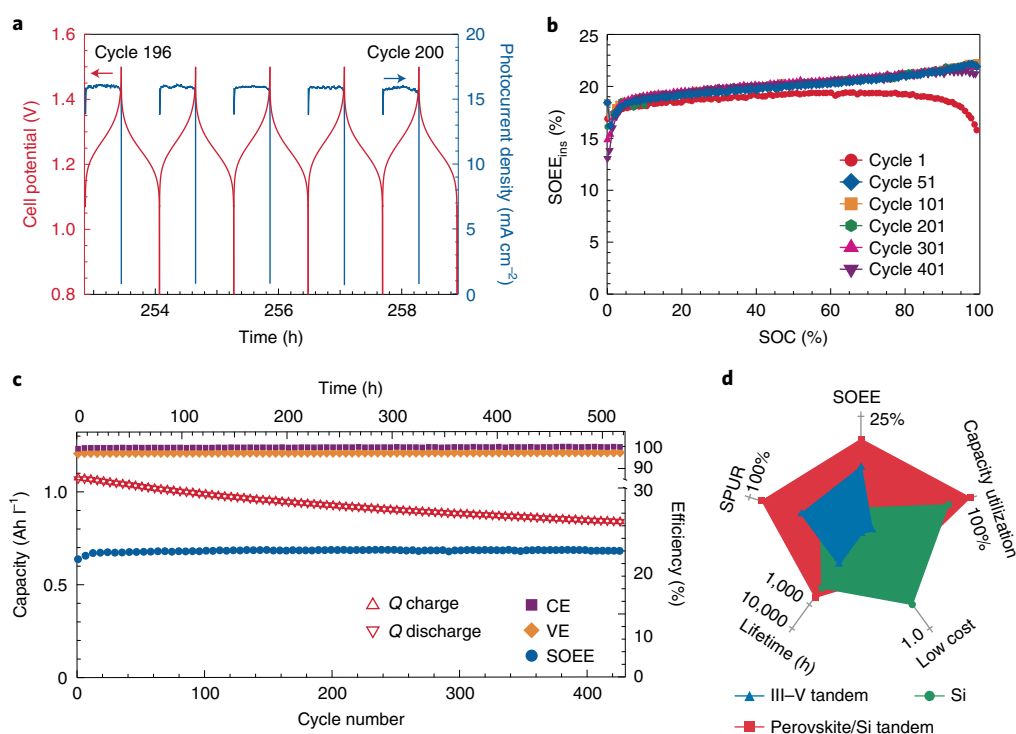 a
Cell potential (V)
1.6
1.4
1.2
1.0
0.8
Cycle 196
Cycle 200
20
15
10
5
0
Photocurrent density (mA cm⁻²)
254
256
258
Time (h)
b
SOEE_ins (%)
25
20
15
10
5
0
Cycle 1
Cycle 51
Cycle 101
Cycle 201
Cycle 301
Cycle 401
0
20
40
60
80
100
SOC (%)
c
Time (h)
0
100
200
300
400
500
Capacity (Ah l⁻¹)
1.0
0.5
0
Q charge
Q discharge
CE
VE
SOEE
100
90
30
20
10
0
Efficiency (%)
0
100
200
300
400
Cycle number
d
SOEE
25%
Capacity utilization
100%
SPUR
100%
1,000
10,000
Lifetime (h)
1.0
Low cost
III–V tandem
Si
Perovskite/Si tandem